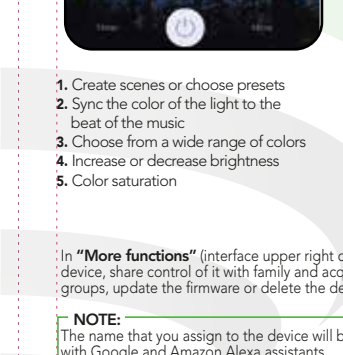 1. Create scenes or choose presets
2. Sync the color of the light to the
beat of the music
3. Choose from a wide range of colors
4. Increase or decrease brightness
5. Color saturation
In "More functions" (interface upper right
device, share control of it with family and
groups, update the firmware or delete the
NOTE:
The name that you assign to the device will
with Google and Amazon Alexa assistants